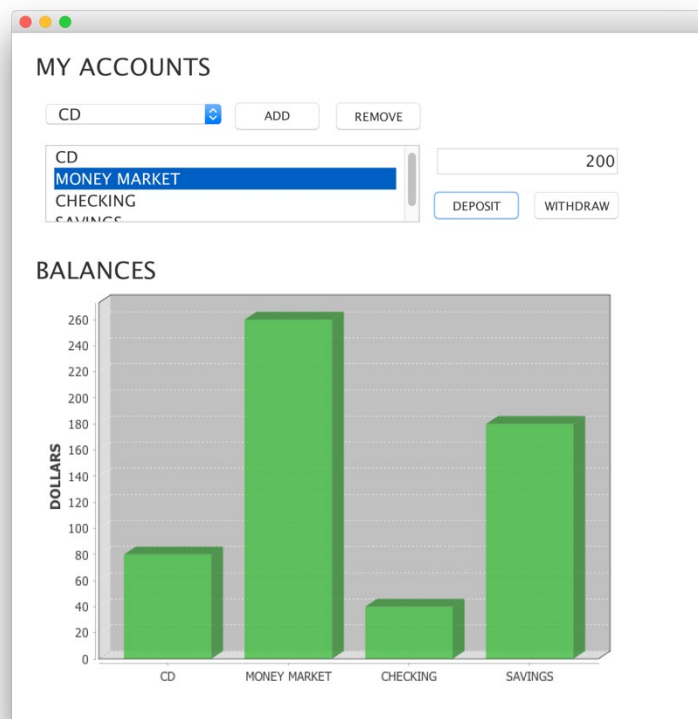 MY ACCOUNTS
CD ADD REMOVE
CD
MONEY MARKET
CHECKING
SAVINGS
200
DEPOSIT WITHDRAW
BALANCES
DOLLARS
260
240
220
200
180
160
140
120
100
80
60
40
20
0
CD MONEY MARKET CHECKING SAVINGS